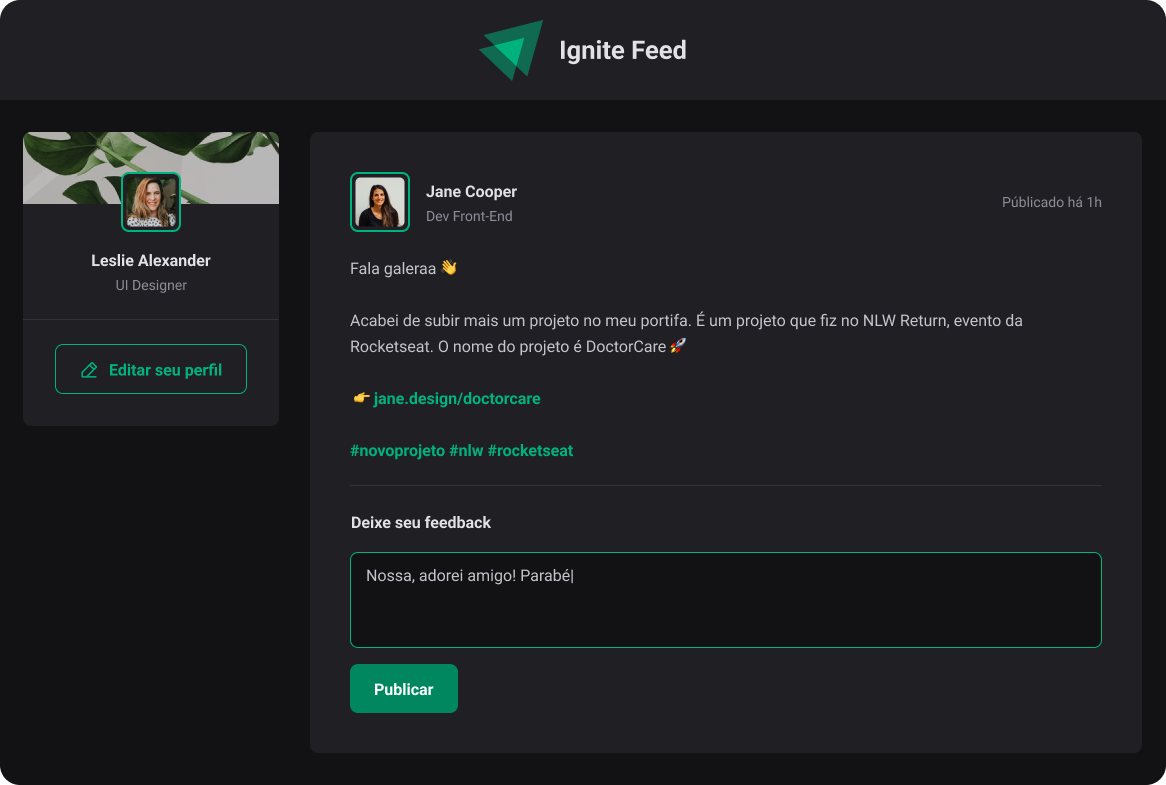 Ignite Feed
Leslie Alexander
UI Designer
Editar seu perfil
Jane Cooper
Dev Front-End
Públicado há 1h
Fala galeraa 👋
Acabei de subir mais um projeto no meu portifa. É um projeto que fiz no NLW Return, evento da
Rocketseat. O nome do projeto é DoctorCare 🚀
👉 jane.design/doctorcare
#novoprojeto #nlw #rocketseat
Deixe seu feedback
Nossa, adorei amigo! Parabé|
Publicar